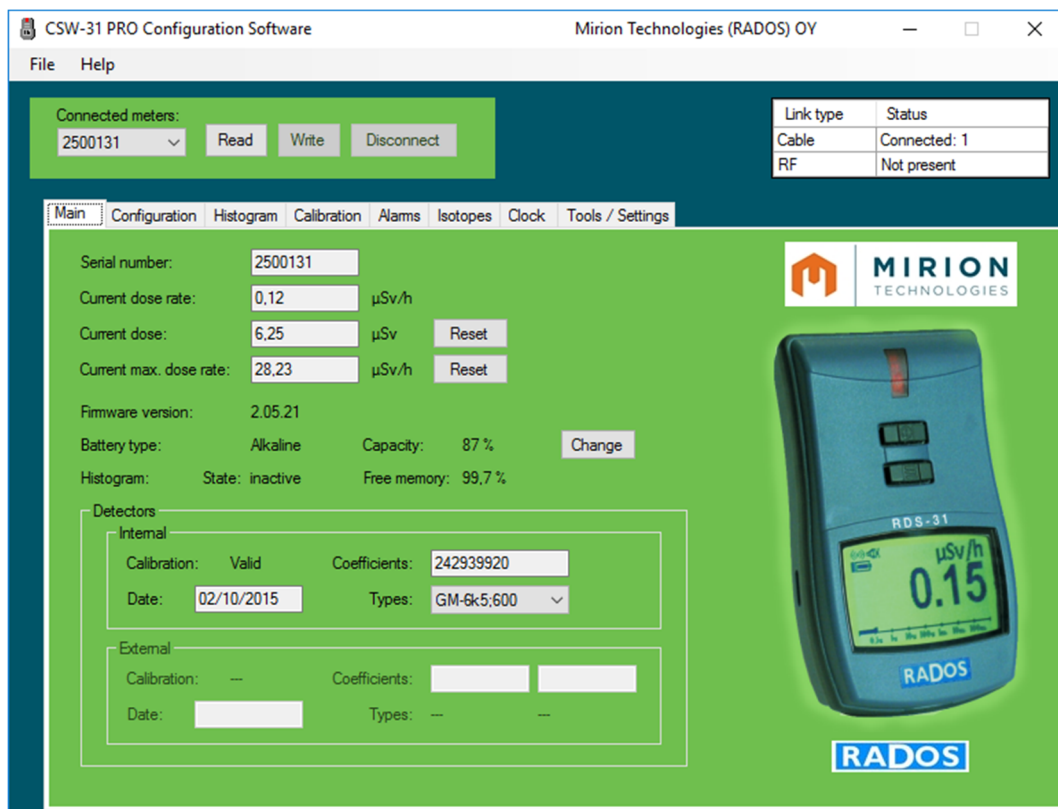 CSW-31 PRO Configuration Software Mirion Technologies (RADOS) OY
File Help
Connected meters:
2500131 Read Write Disconnect
Link type Status
Cable Connected: 1
RF Not present
Main Configuration Histogram Calibration Alarms Isotopes Clock Tools / Settings
Serial number: 2500131
Current dose rate: 0,12 µSv/h
Current dose: 6,25 µSv Reset
Current max. dose rate: 28,23 µSv/h Reset
Firmware version: 2.05.21
Battery type: Alkaline Capacity: 87 % Change
Histogram: State: inactive Free memory: 99,7 %
Detectors
Internal
Calibration: Valid Coefficients: 242939920
Date: 02/10/2015 Types: GM-6k5;600
External
Calibration: --- Coefficients:
Date: Types: --- ---
MIRION
TECHNOLOGIES
RDS-31
µSv/h
0.15
RADOS
RADOS